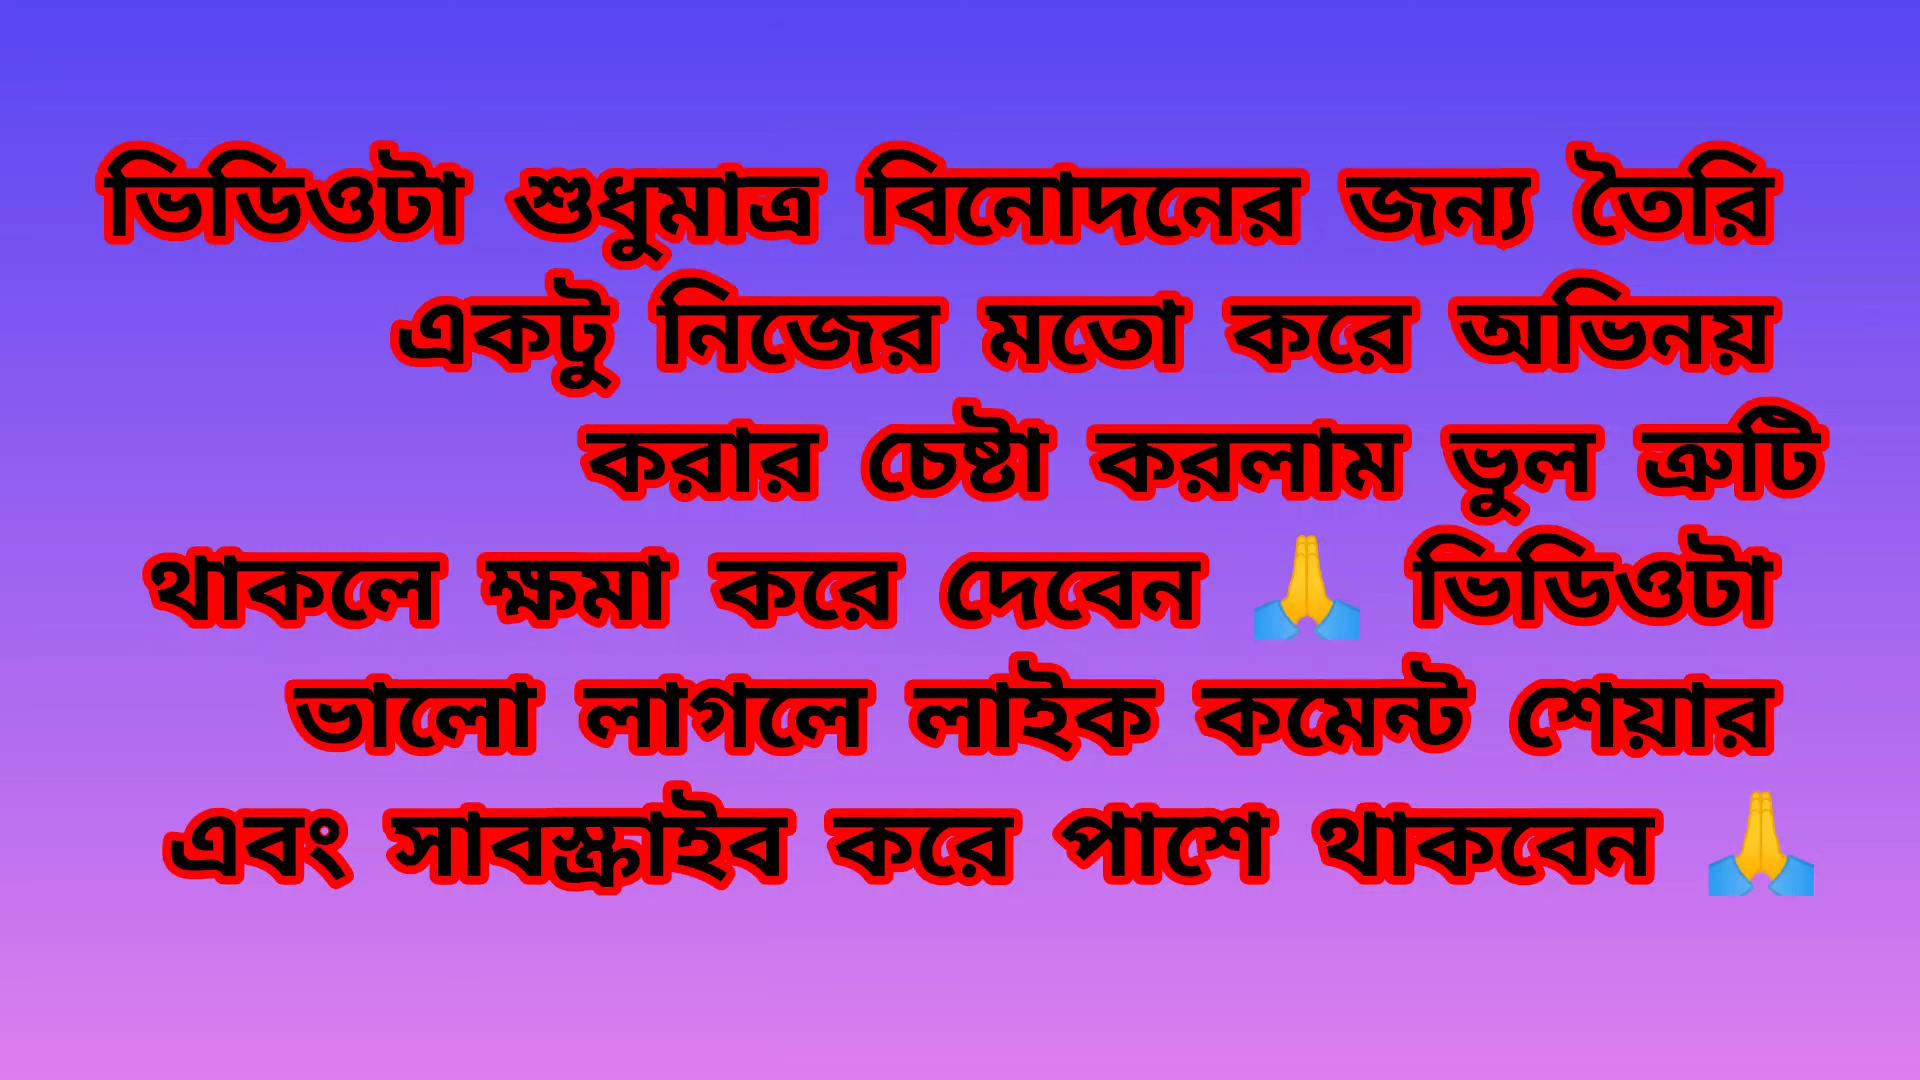 ভিডিওটা শুধুমাত্র বিনোদনের জন্য তৈরি
একটু নিজের মতো করে অভিনয়
করার চেষ্টা করলাম ভুল ত্রুটি
থাকলে ক্ষমা করে দেবেন 🙏 ভিডিওটা
ভালো লাগলে লাইক কমেন্ট শেয়ার
এবং সাবস্ক্রাইব করে পাশে থাকবেন 🙏